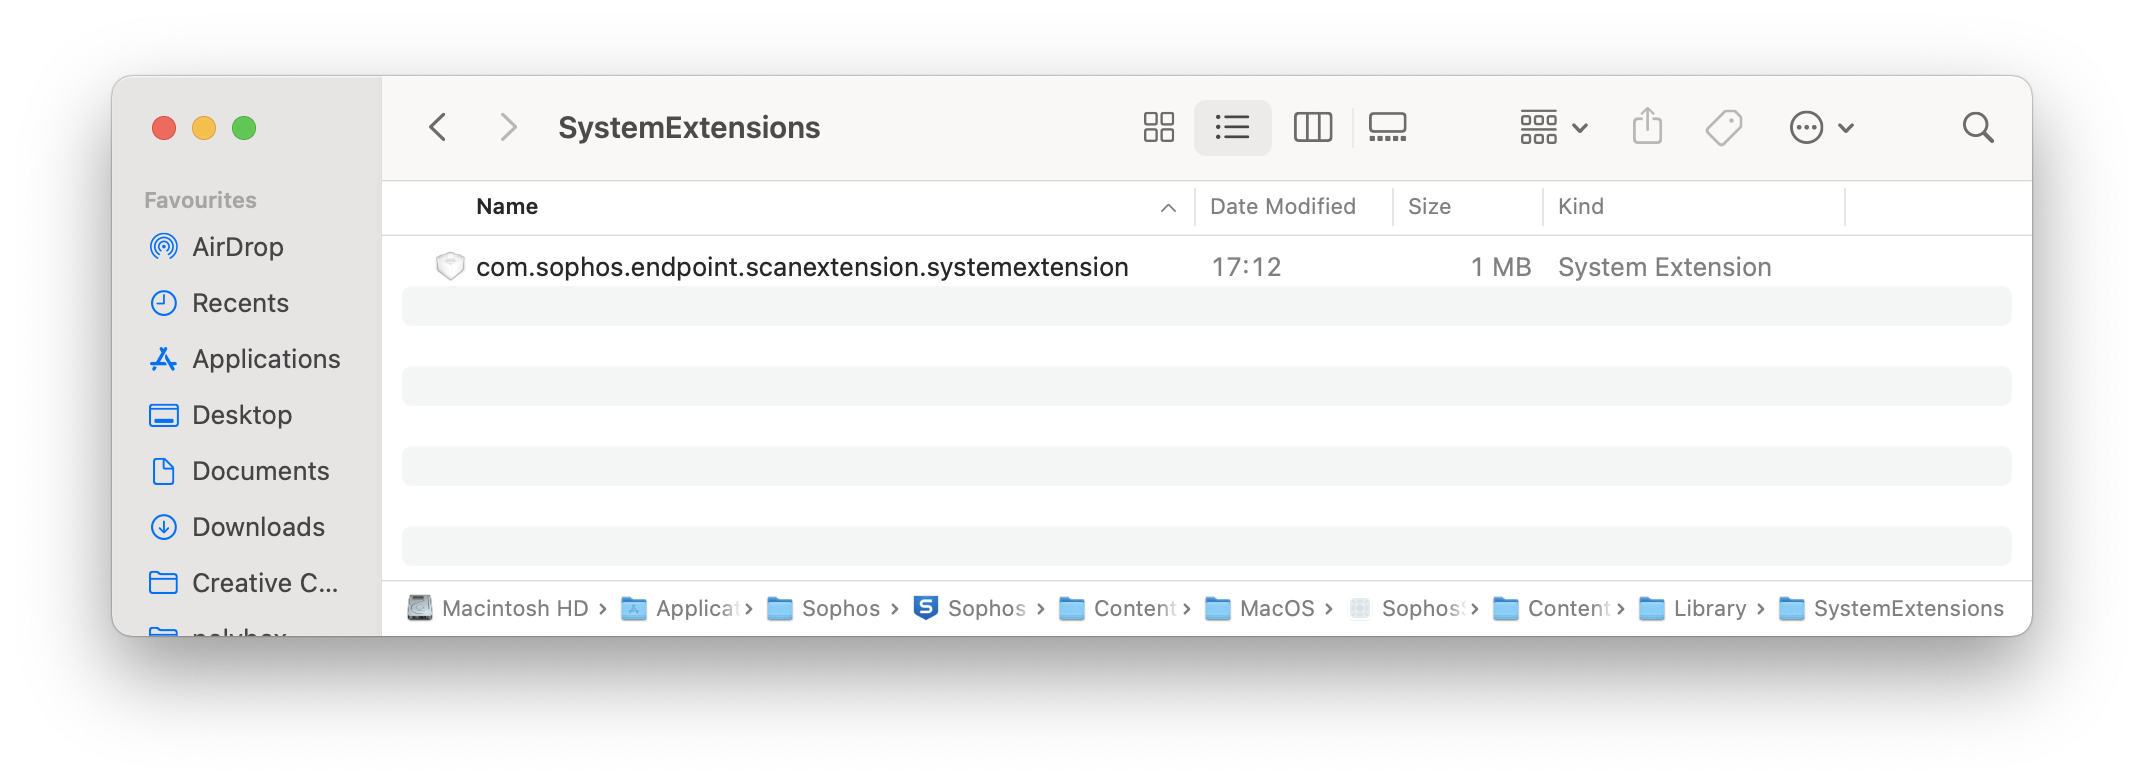 SystemExtensions
Favourites
AirDrop
Recents
Applications
Desktop
Documents
Downloads
Creative C...
Name Date Modified Size Kind
com.sophos.endpoint.scanextension.systemextension 17:12 1 MB System Extension
Macintosh HD › Applicat › Sophos › Sophos › Content › MacOS › Sophos › Content › Library › SystemExtensions